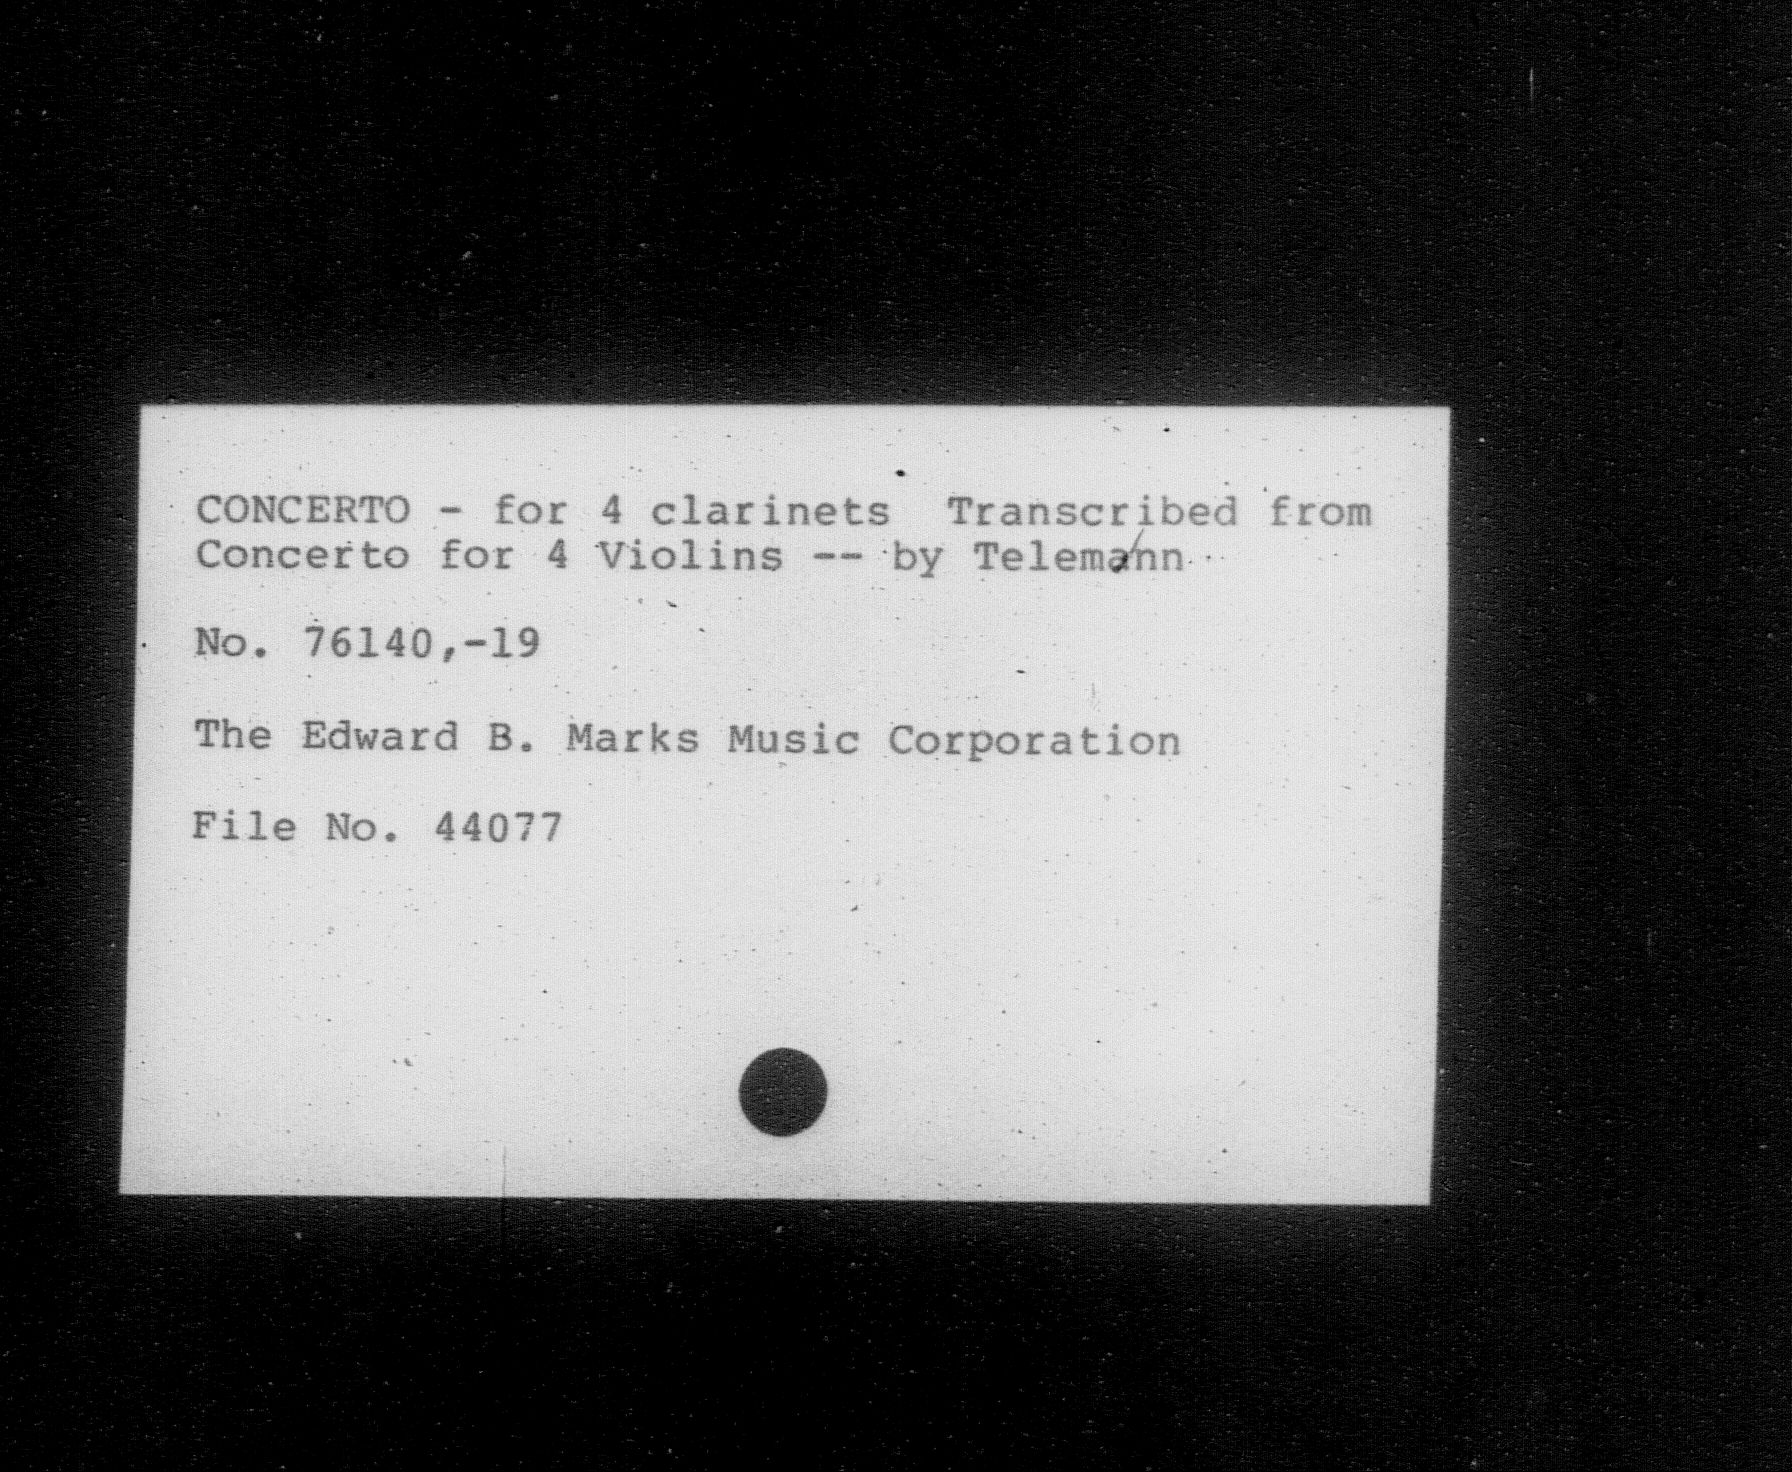 CONCERTO - for 4 clarinets  Transcribed from
Concerto for 4 Violins -- by Telemann
No. 76140,-19
The Edward B. Marks Music Corporation
File No. 44077